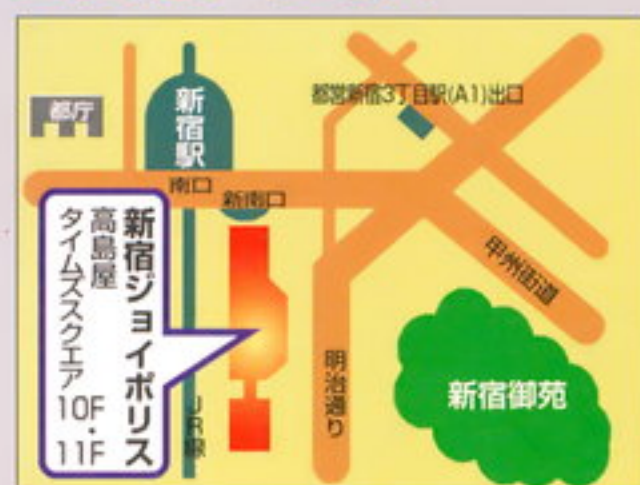 都庁
新宿駅
都営新宿3丁目駅(A1)出口
南口
新南口
新宿ジョイポリス
高島屋
タイムズスクエア
10F・11F
JR線
明治通り
甲州街道
新宿御苑